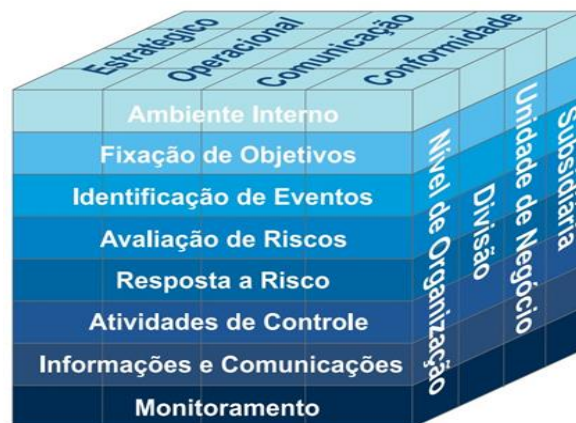 Estratégico
Operacional
Comunicação
Conformidade
Ambiente Interno
Fixação de Objetivos
Identificação de Eventos
Avaliação de Riscos
Resposta a Risco
Atividades de Controle
Informações e Comunicações
Monitoramento
Nível de Organização
Divisão
Unidade de Negócio
Subsidiária